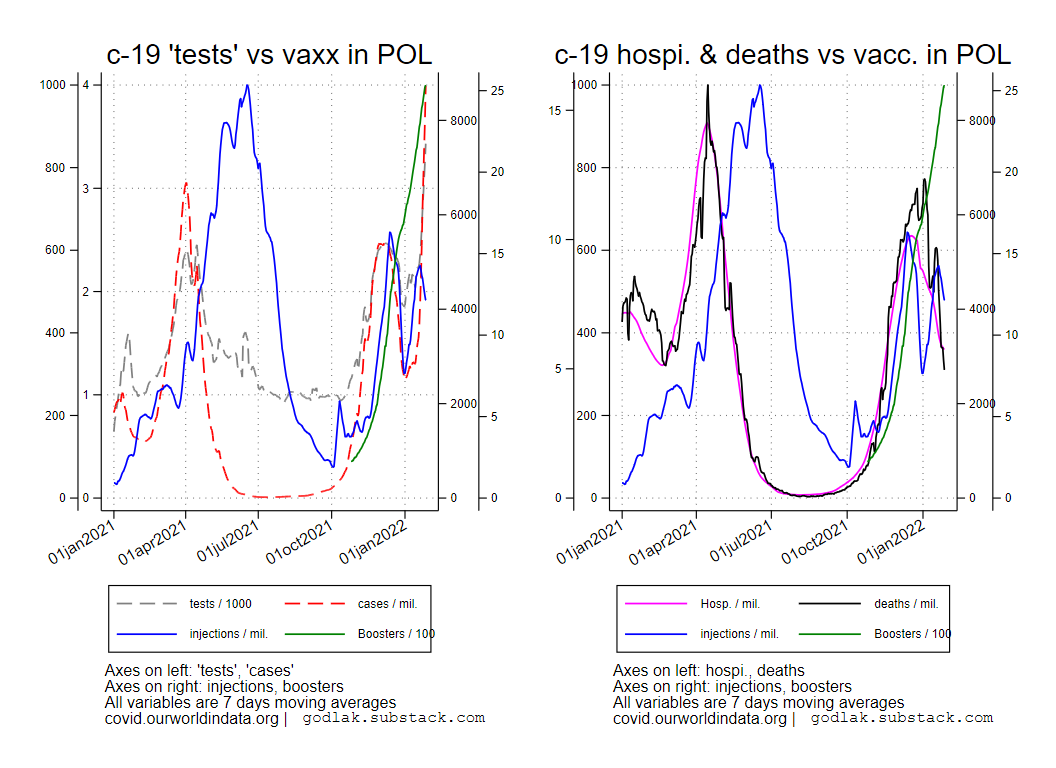 c-19 'tests' vs vaxx in POL
1000 4 25
8000
800 3 20
6000
600 15
2
4000
400 10
1
200 2000 5
0 0 0 0
01jan2021 01apr2021 01jul2021 01oct2021 01jan2022
tests / 1000 cases / mil.
injections / mil. Boosters / 100
Axes on left: 'tests', 'cases'
Axes on right: injections, boosters
All variables are 7 days moving averages
covid.ourworldindata.org | godlak.substack.com
c-19 hospi. & deaths vs vacc. in POL
1000 25
15 8000
800 20
6000
10 600 15
4000
400 10
5
200 2000 5
0 0 0 0
01jan2021 01apr2021 01jul2021 01oct2021 01jan2022
Hosp. / mil. deaths / mil.
injections / mil. Boosters / 100
Axes on left: hospi., deaths
Axes on right: injections, boosters
All variables are 7 days moving averages
covid.ourworldindata.org | godlak.substack.com